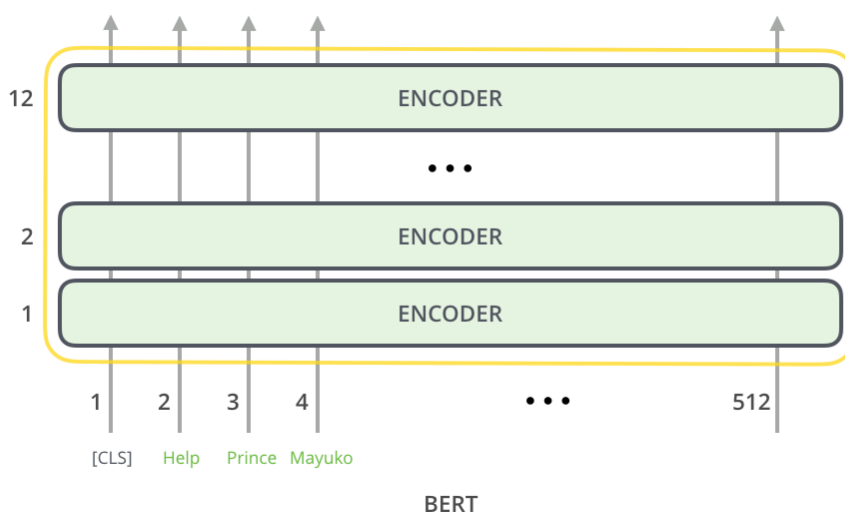 12 ENCODER
...
2 ENCODER
1 ENCODER
1 2 3 4 ... 512
[CLS] Help Prince Mayuko
BERT